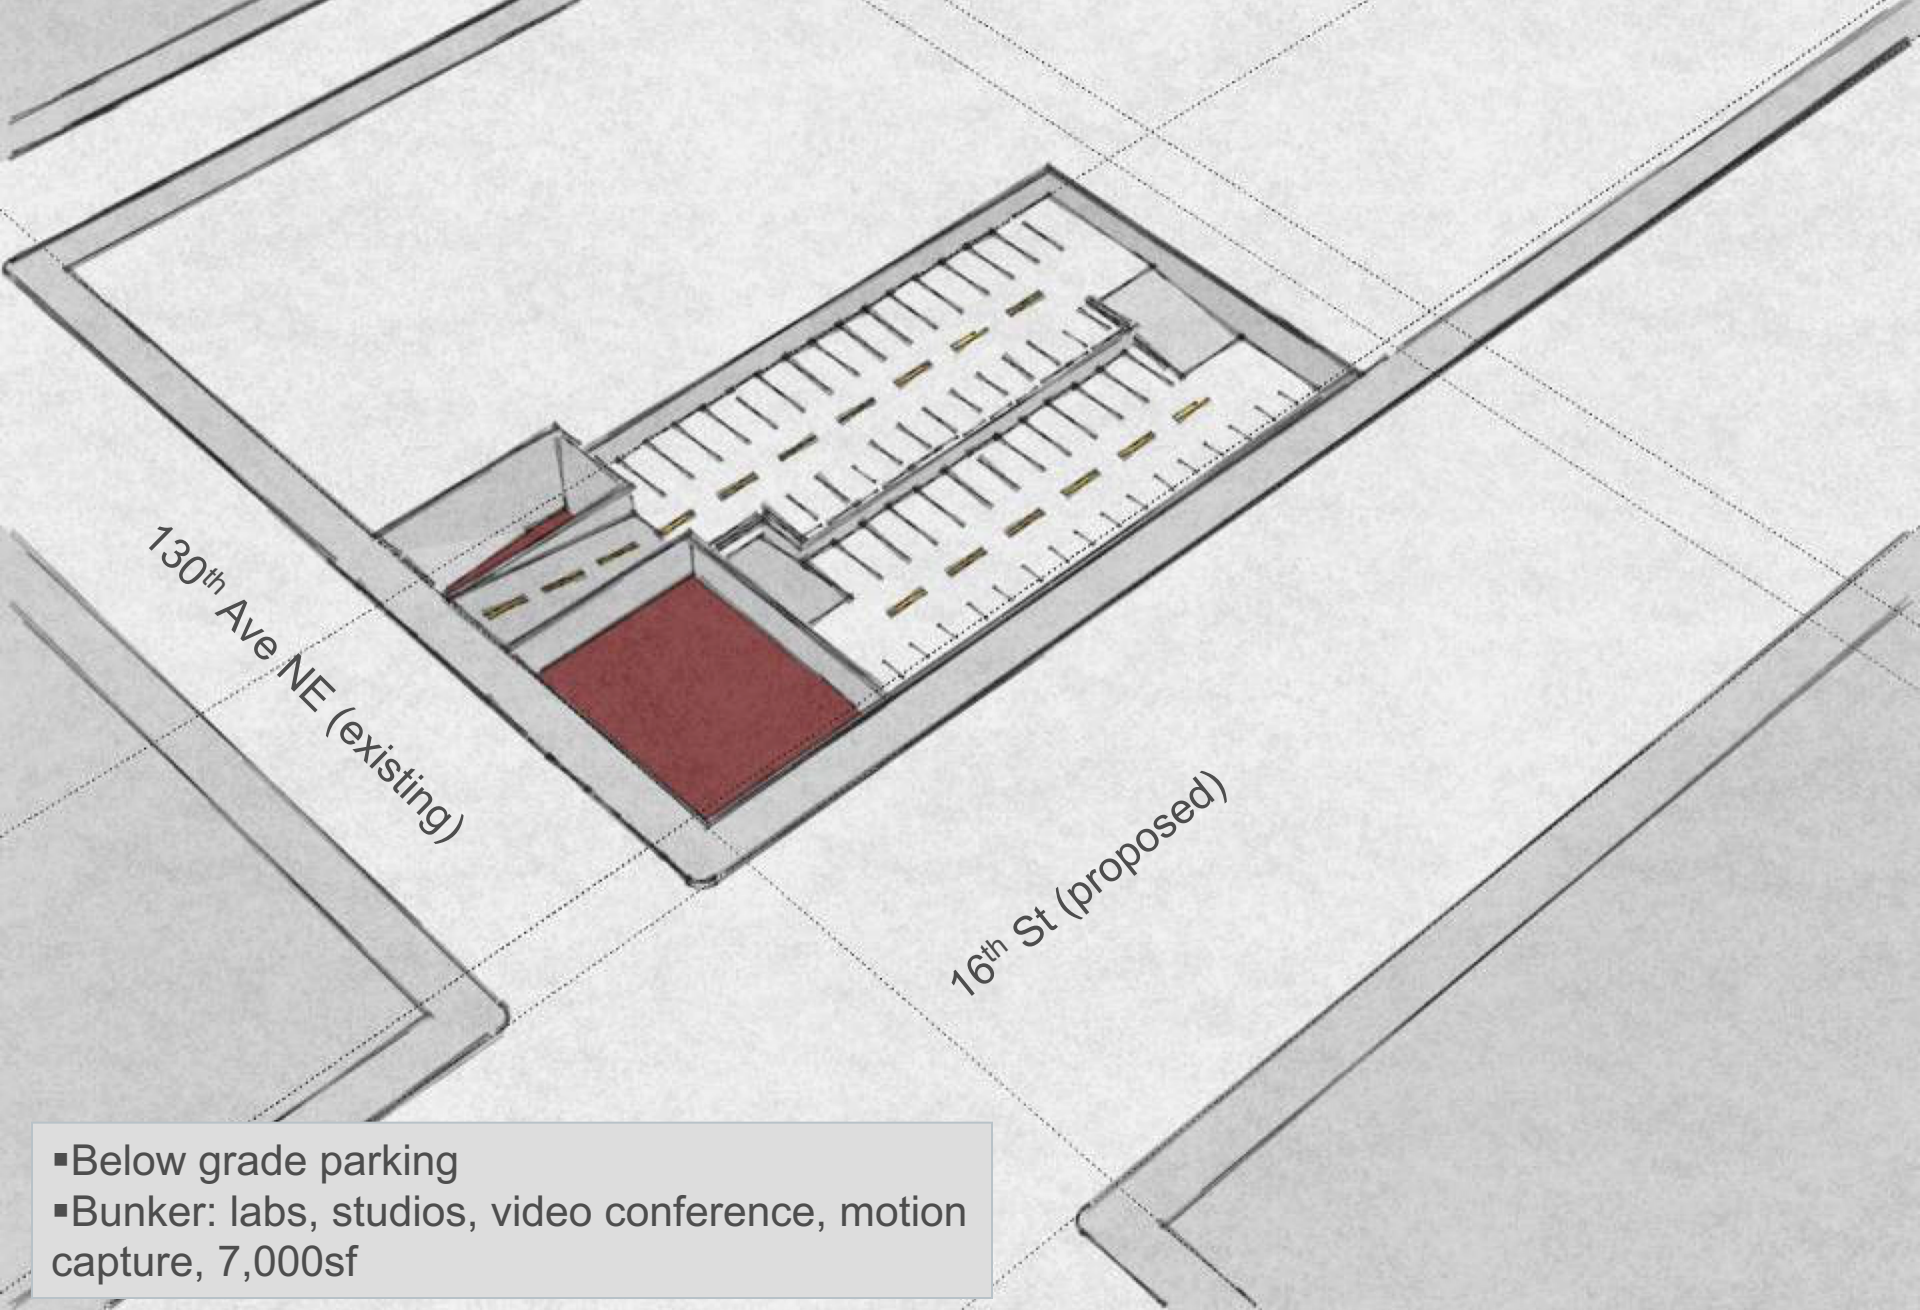 130th Ave NE (existing)
16th St (proposed)
▪Below grade parking
▪Bunker: labs, studios, video conference, motion
capture, 7,000sf